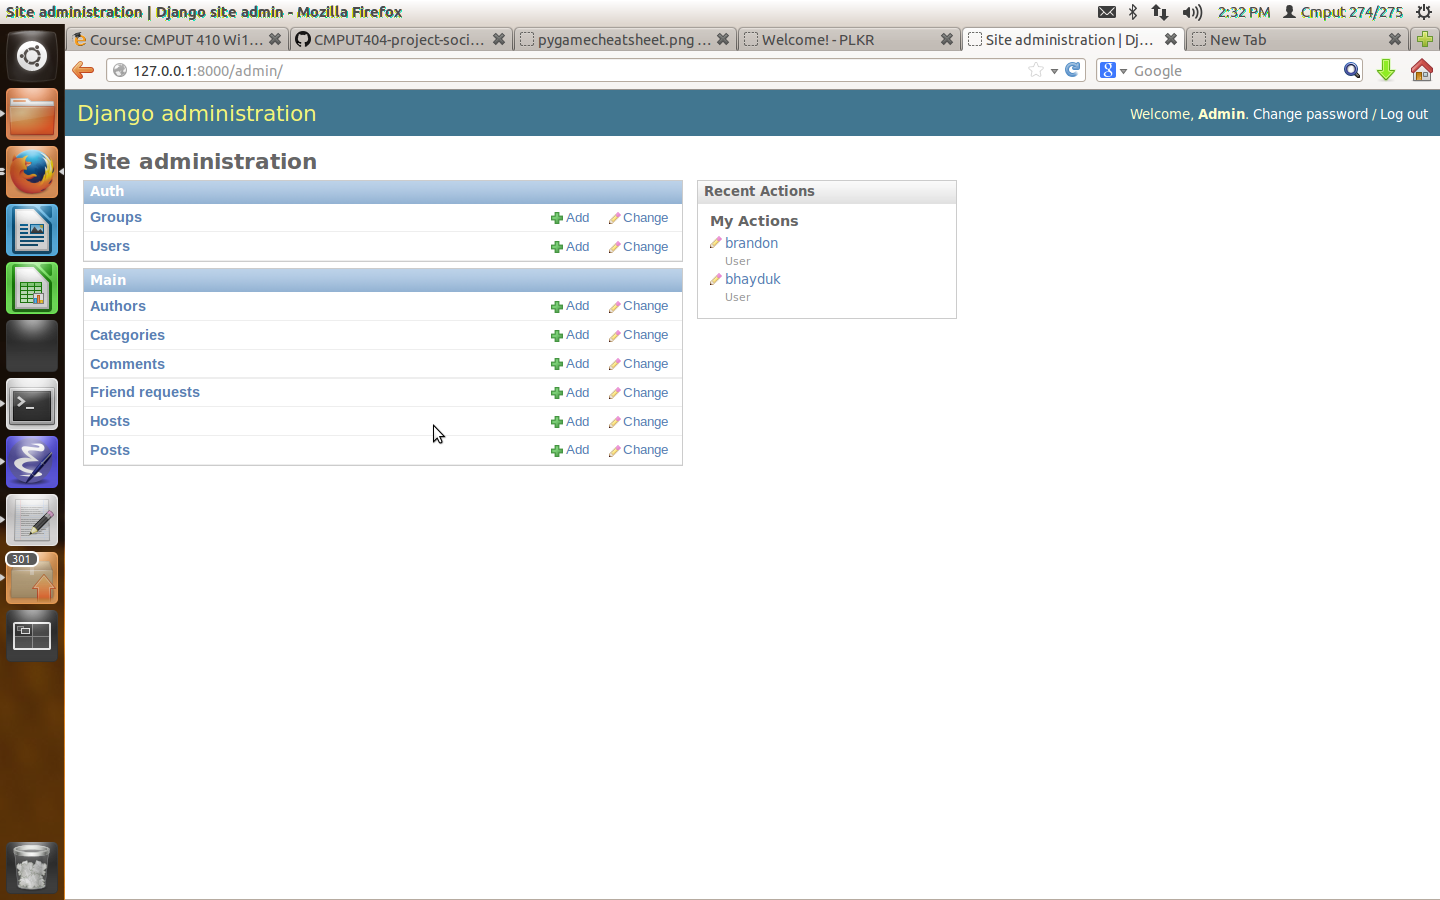 Site administration | Django site admin - Mozilla Firefox
2:32 PM
Cmput 274/275
Course: CMPUT 410 Wi1...
CMPUT404-project-soci...
pygamecheatsheet.png ...
Welcome! - PLKR
Site administration | Dj...
New Tab
127.0.0.1:8000/admin/
8
Google
Django administration
Welcome, Admin. Change password / Log out
Site administration
Auth
Groups Add Change
Users Add Change
Main
Authors Add Change
Categories Add Change
Comments Add Change
Friend requests Add Change
Hosts Add Change
Posts Add Change
Recent Actions
My Actions
brandon
User
bhayduk
User
301